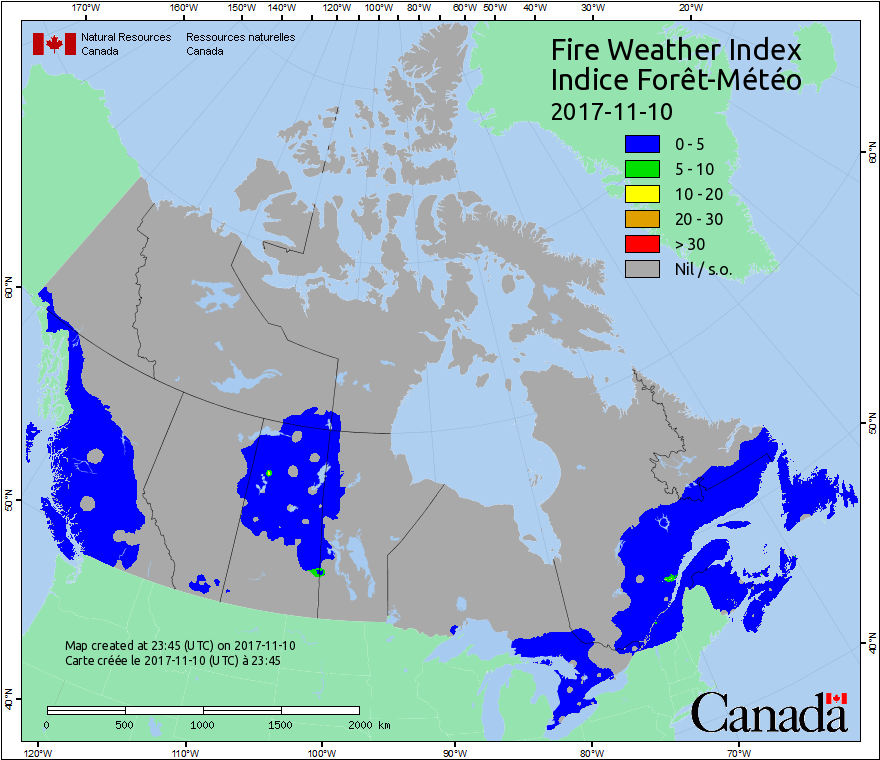 170°W 160°W 150°W 140°W 130°W 120°W 110°W 100°W 90°W 80°W 60°W 50°W 40°W 30°W 20°W
Natural Resources Ressources naturelles
Canada Canada
Fire Weather Index
Indice Forêt-Météo
2017-11-10
0 - 5
5 - 10
10 - 20
20 - 30
> 30
Nil / s.o.
60°N
60°N
50°N
50°N
40°N
40°N
Map created at 23:45 (UTC) on 2017-11-10
Carte créée le 2017-11-10 (UTC) à 23:45
0 500 1000 1500 2000 km
Canada
120°W 110°W 100°W 90°W 80°W 70°W